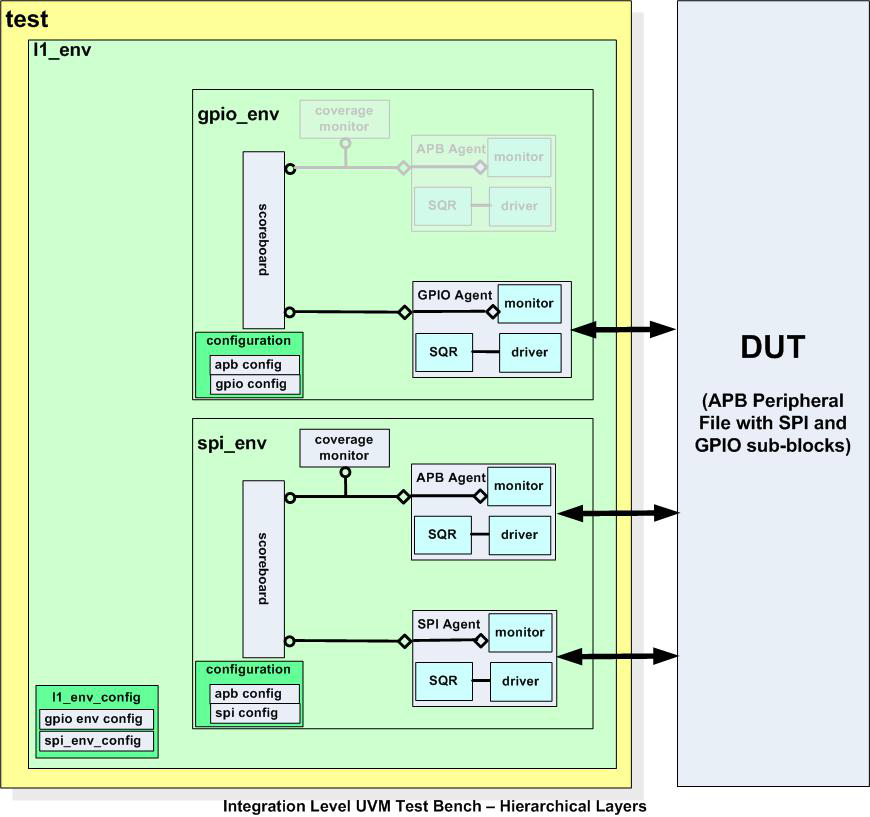 test
l1_env
gpio_env
coverage
monitor
APB Agent
monitor
SQR
driver
scoreboard
GPIO Agent
monitor
SQR
driver
configuration
apb config
gpio config
spi_env
coverage
monitor
APB Agent
monitor
SQR
driver
scoreboard
SPI Agent
monitor
SQR
driver
configuration
apb config
spi config
l1_env_config
gpio env config
spi_env_config
DUT
(APB Peripheral
File with SPI and
GPIO sub-blocks)
Integration Level UVM Test Bench – Hierarchical Layers